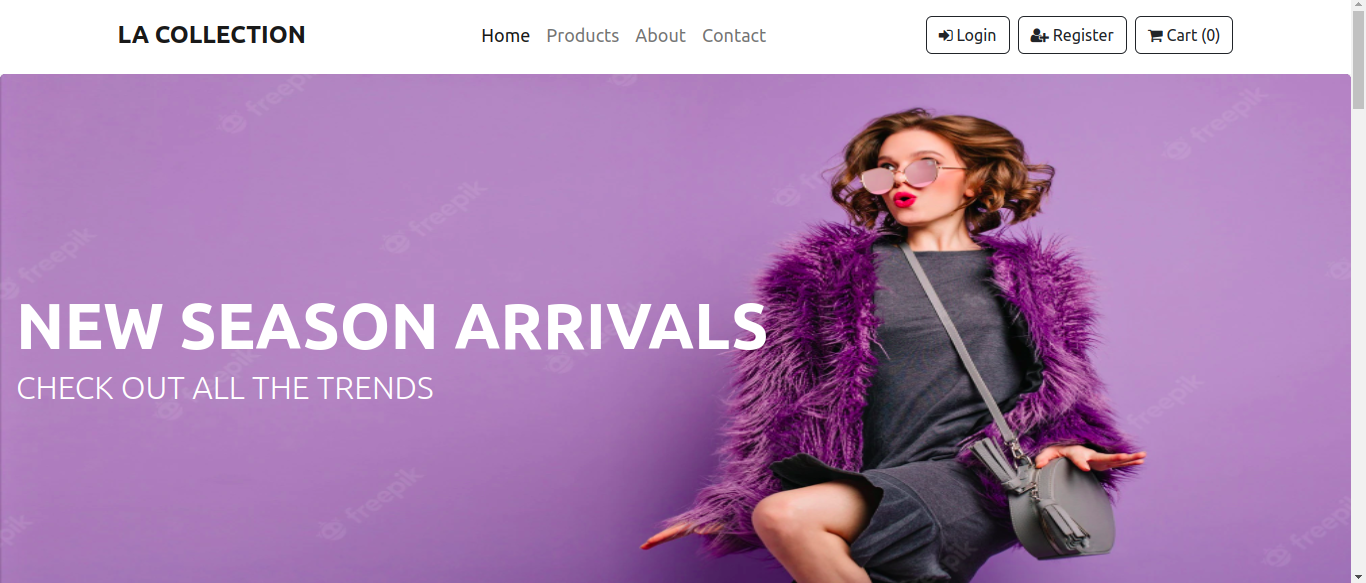 LA COLLECTION
Home Products About Contact
Login Register Cart (0)
NEW SEASON ARRIVALS
CHECK OUT ALL THE TRENDS
freepik
freepik
freepik
freepik
freepik
freepik
freepik